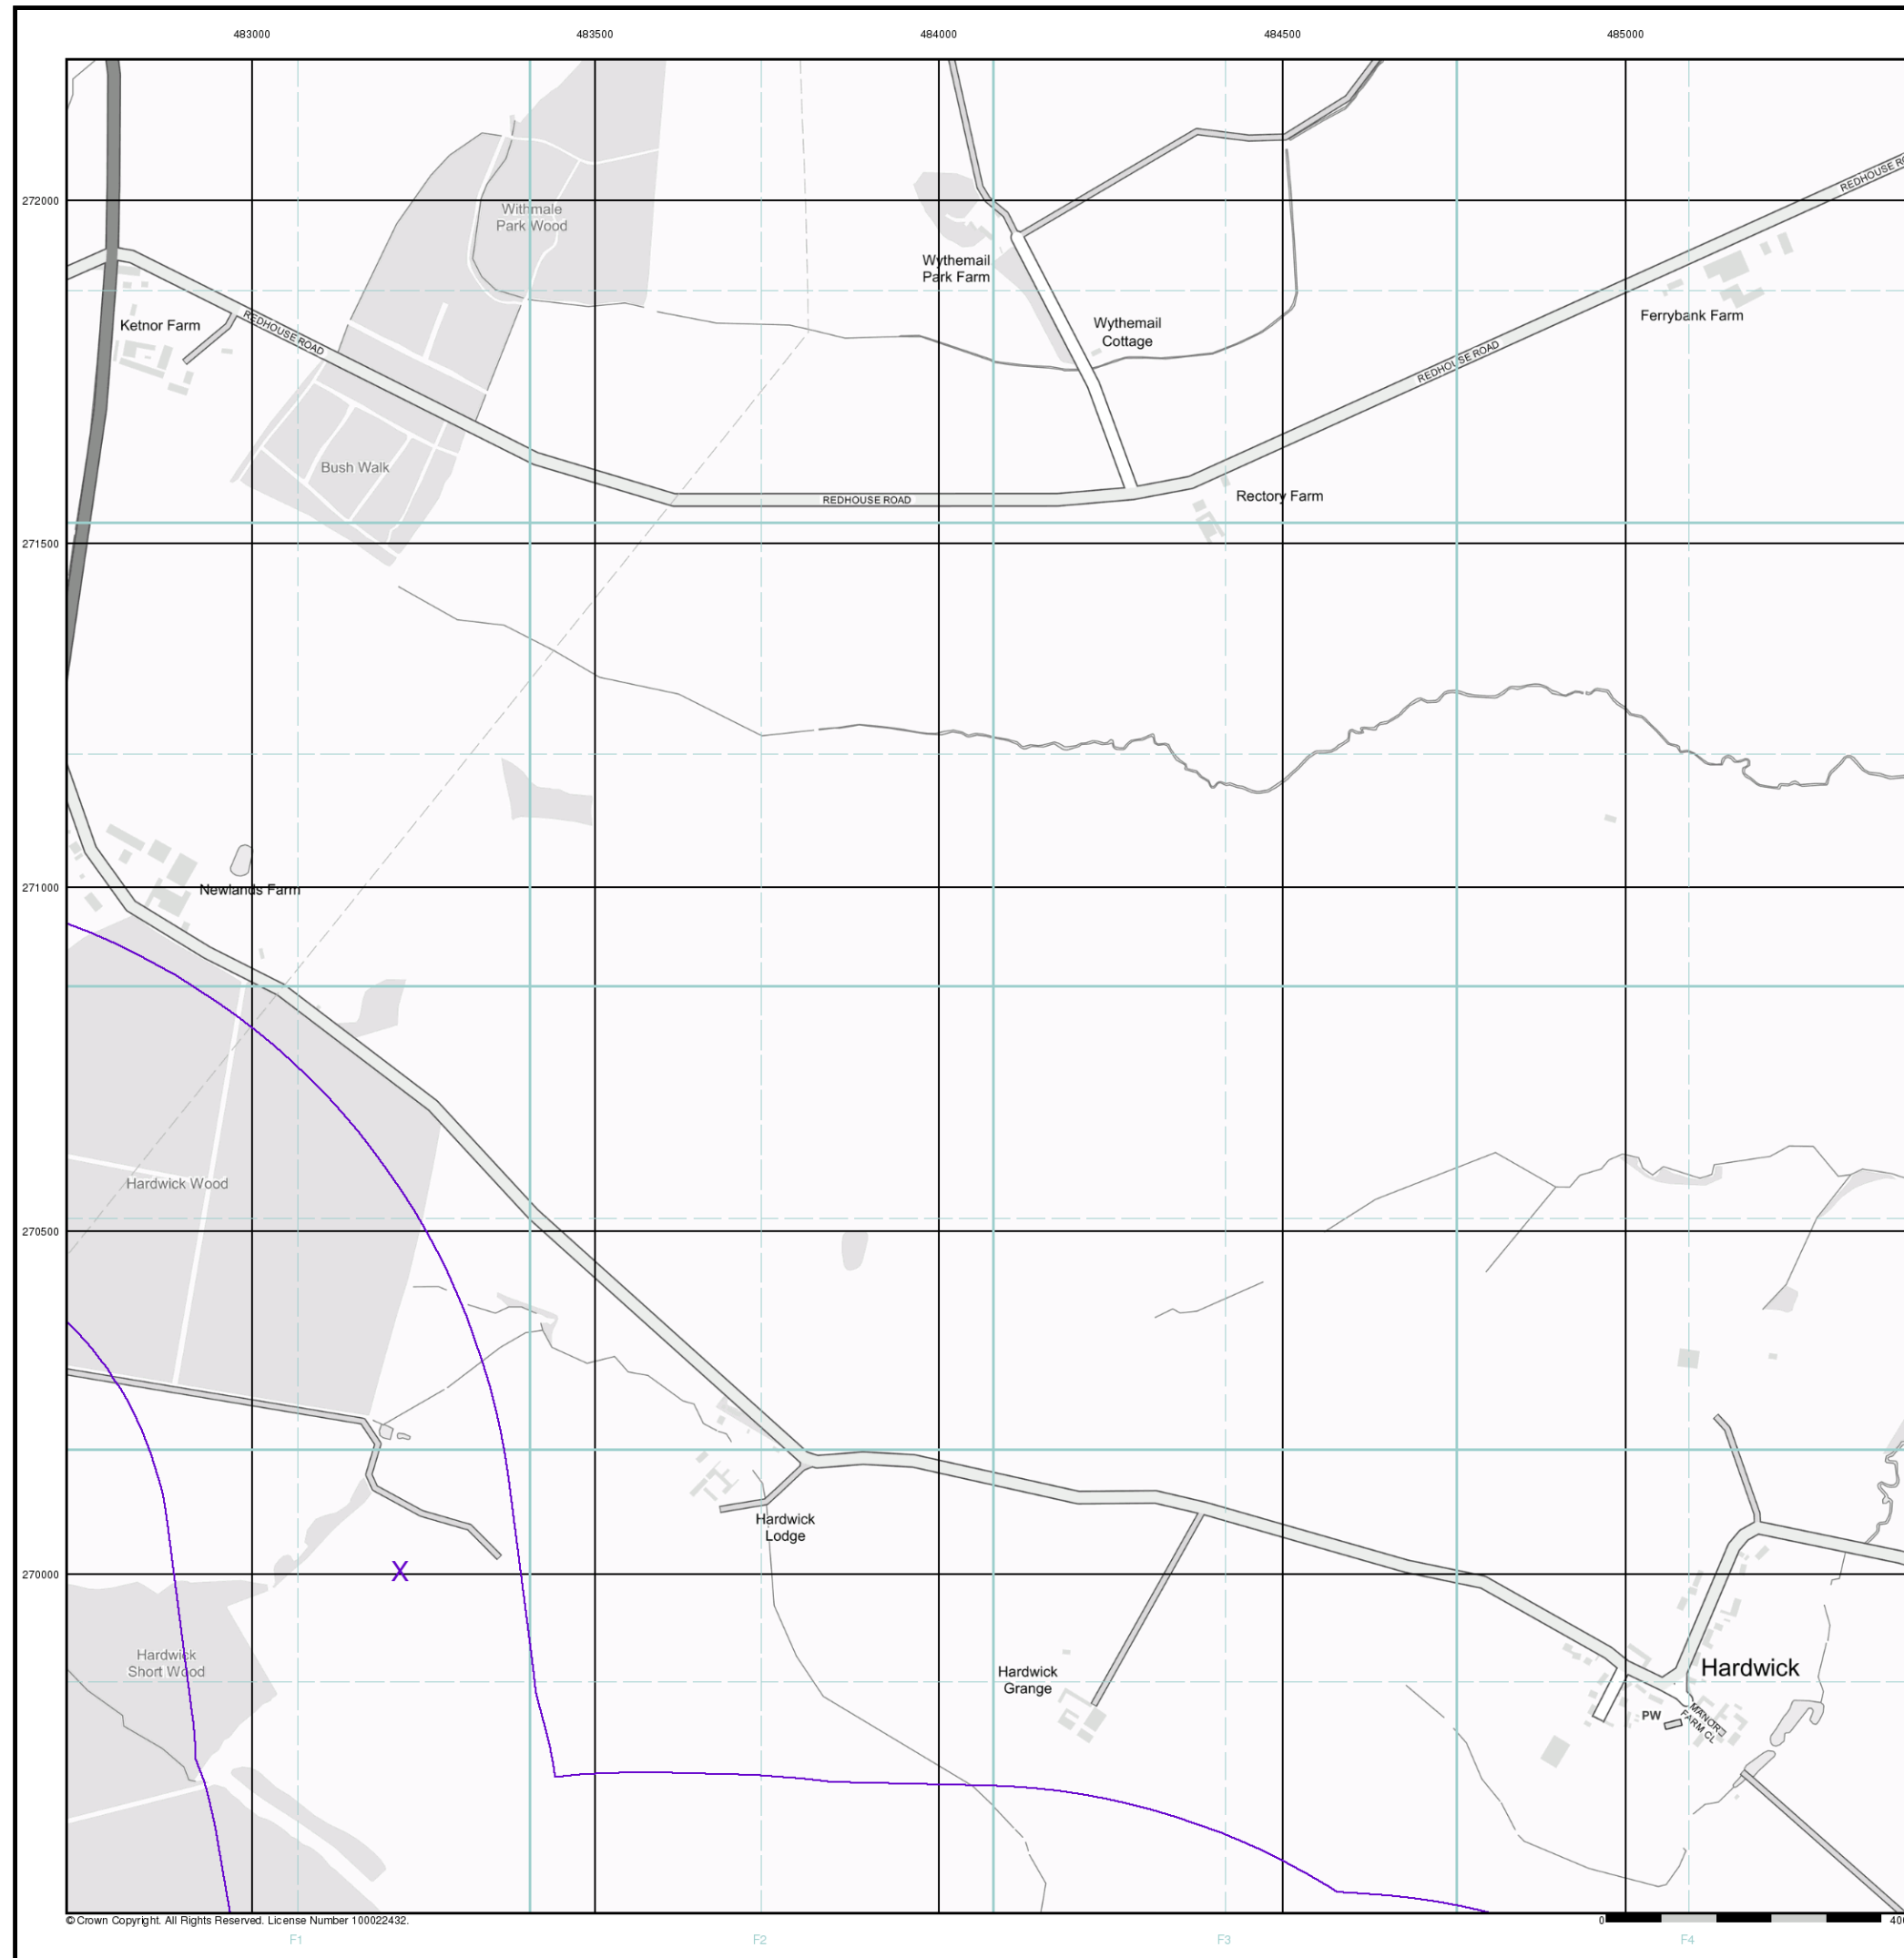 483000
483500
484000
484500
485000
272000
Withmale
Park Wood
Wythemail
Park Farm
Wythemail
Cottage
Ketnor Farm
REDHOUSE ROAD
REDHOUSE ROAD
REDHOUSE ROAD
REDHOUSE RO
Ferrybank Farm
Bush Walk
Rectory Farm
271500
271000
Newlands Farm
Hardwick Wood
270500
Hardwick
Lodge
270000
X
Hardwick
Short Wood
Hardwick
Grange
Hardwick
PW
MANOR
FARM CL
© Crown Copyright. All Rights Reserved. License Number 100022432.
0
400
F1
F2
F3
F4